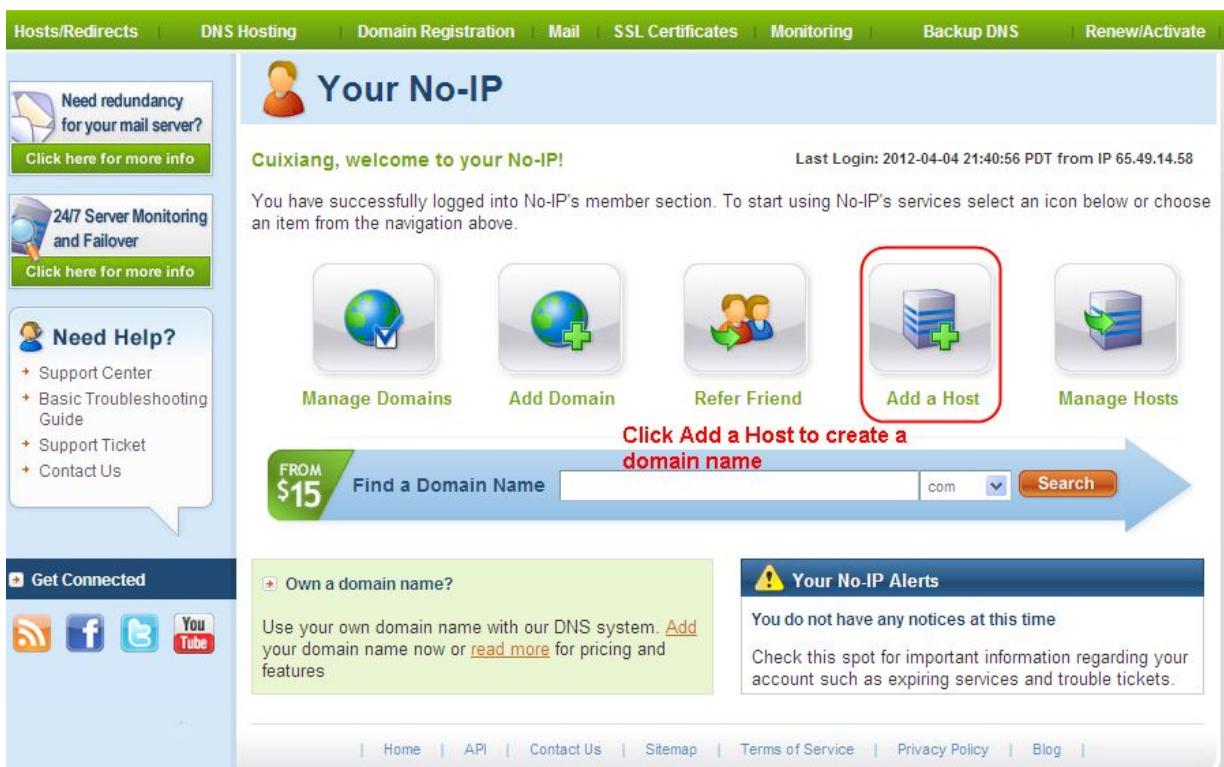 Hosts/Redirects
DNS Hosting
Domain Registration
Mail
SSL Certificates
Monitoring
Backup DNS
Renew/Activate
Need redundancy
for your mail server?
Click here for more info
24/7 Server Monitoring
and Failover
Click here for more info
Need Help?
Support Center
Basic Troubleshooting
Guide
Support Ticket
Contact Us
Get Connected
You
Tube
Your No-IP
Cuixiang, welcome to your No-IP!
Last Login: 2012-04-04 21:40:56 PDT from IP 65.49.14.58
You have successfully logged into No-IP's member section. To start using No-IP's services select an icon below or choose
an item from the navigation above.
Manage Domains
Add Domain
Refer Friend
Add a Host
Manage Hosts
Click Add a Host to create a
domain name
FROM
$15
Find a Domain Name
com
Search
Own a domain name?
Use your own domain name with our DNS system. Add
your domain name now or read more for pricing and
features
Your No-IP Alerts
You do not have any notices at this time
Check this spot for important information regarding your
account such as expiring services and trouble tickets.
| Home | API | Contact Us | Sitemap | Terms of Service | Privacy Policy | Blog |